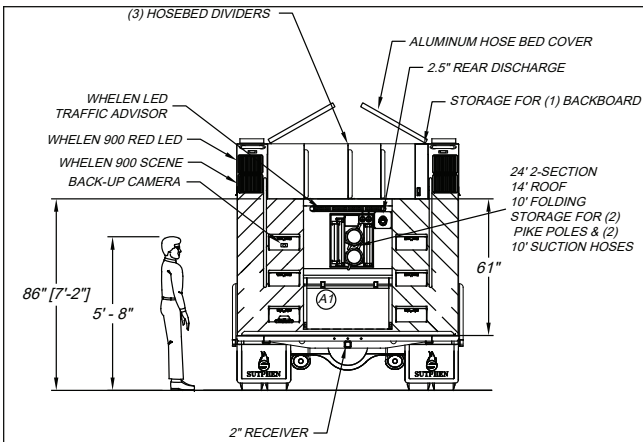 (3) HOSEBED DIVIDERS
ALUMINUM HOSE BED COVER
2.5" REAR DISCHARGE
WHELEN LED
TRAFFIC ADVISOR
STORAGE FOR (1) BACKBOARD
WHELEN 900 RED LED
WHELEN 900 SCENE
BACK-UP CAMERA
24' 2-SECTION
14' ROOF
10' FOLDING
STORAGE FOR (2)
PIKE POLES & (2)
10' SUCTION HOSES
86" [7'-2"]
5' - 8"
61"
A1
SUTPHEN
SUTPHEN
2" RECEIVER